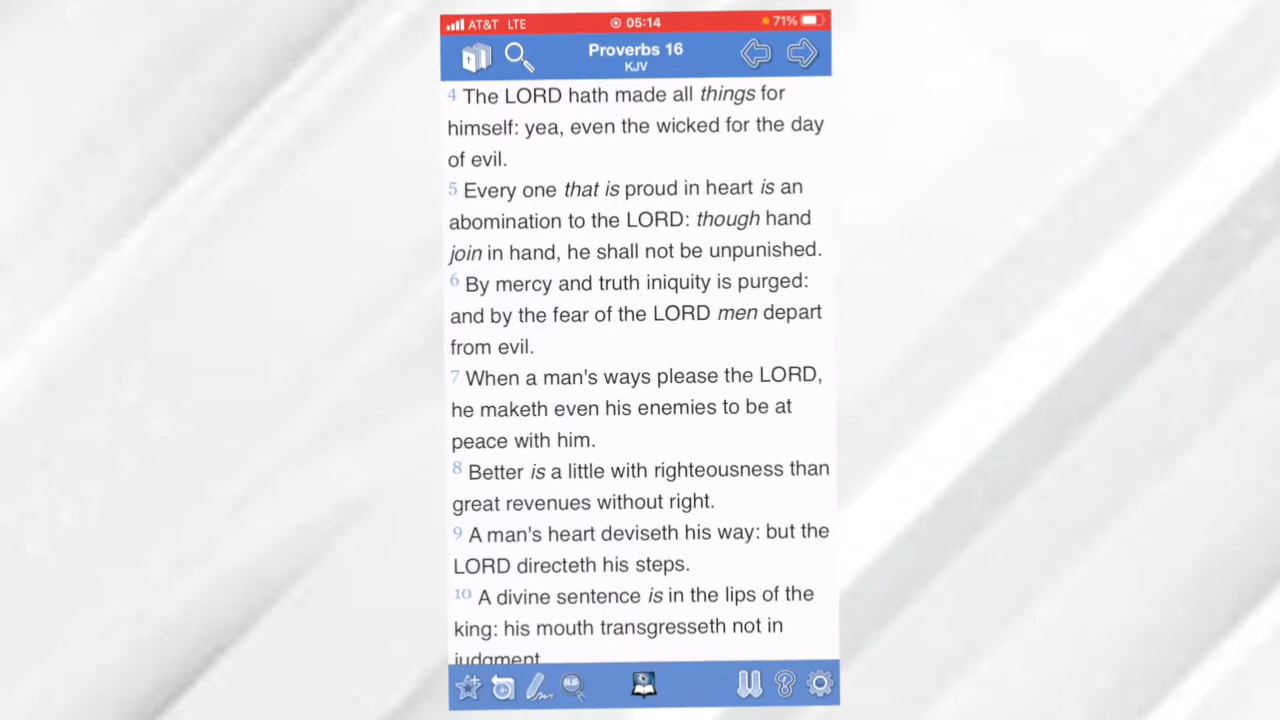 AT&T LTE 05:14 71%
Proverbs 16
KJV
4 The LORD hath made all things for
himself: yea, even the wicked for the day
of evil.
5 Every one that is proud in heart is an
abomination to the LORD: though hand
join in hand, he shall not be unpunished.
6 By mercy and truth iniquity is purged:
and by the fear of the LORD men depart
from evil.
7 When a man's ways please the LORD,
he maketh even his enemies to be at
peace with him.
8 Better is a little with righteousness than
great revenues without right.
9 A man's heart deviseth his way: but the
LORD directeth his steps.
10 A divine sentence is in the lips of the
king: his mouth transgresseth not in
judgment